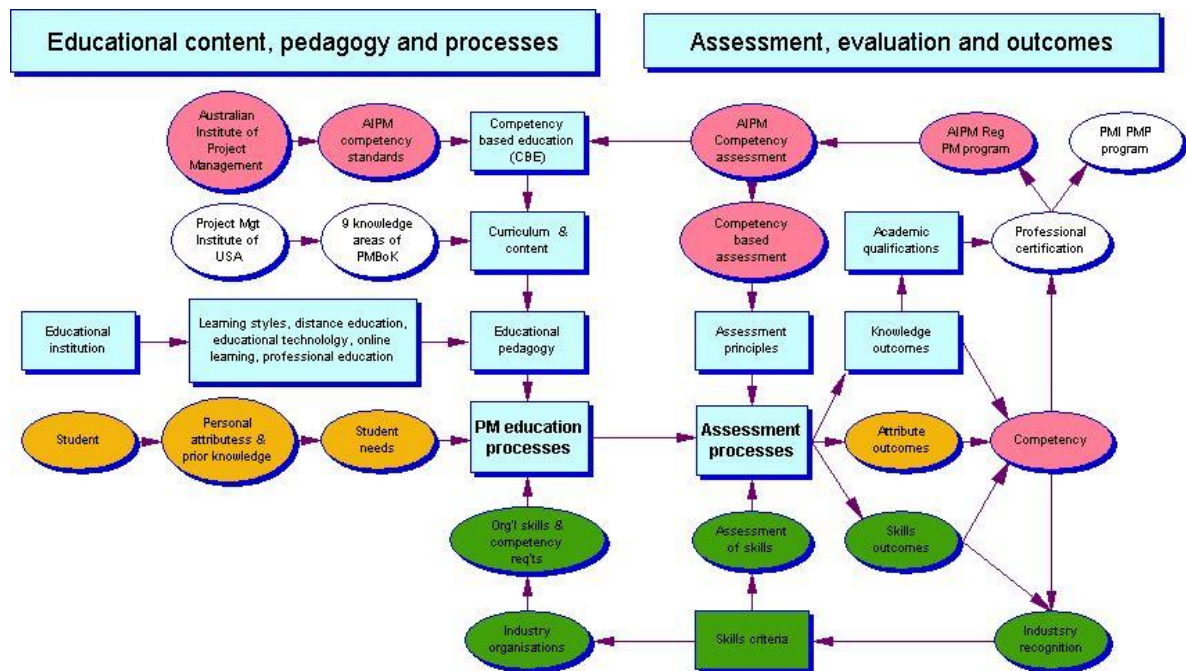 Educational content, pedagogy and processes
Assessment, evaluation and outcomes
Australian
Institute of
Project
Management
AIPM
competency
standards
Competency
based education
(CBE)
AIPM
Competency
assessment
AIPM Reg
PM program
PMI PMP
program
Project Mgt
Institute of
USA
9 knowledge
areas of
PMBoK
Curriculum &
content
Competency
based
assessment
Academic
qualifications
Professional
certification
Educational
institution
Learning styles, distance education,
educational technololgy, online
learning, professional education
Educational
pedagogy
Assessment
principles
Knowledge
outcomes
Student
Personal
attributess &
prior knowledge
Student
needs
PM education
processes
Assessment
processes
Attribute
outcomes
Competency
Org'l skills &
competency
req'ts
Assessment
of skills
Skills
outcomes
Industry
organisations
Skills criteria
Industsry
recognition